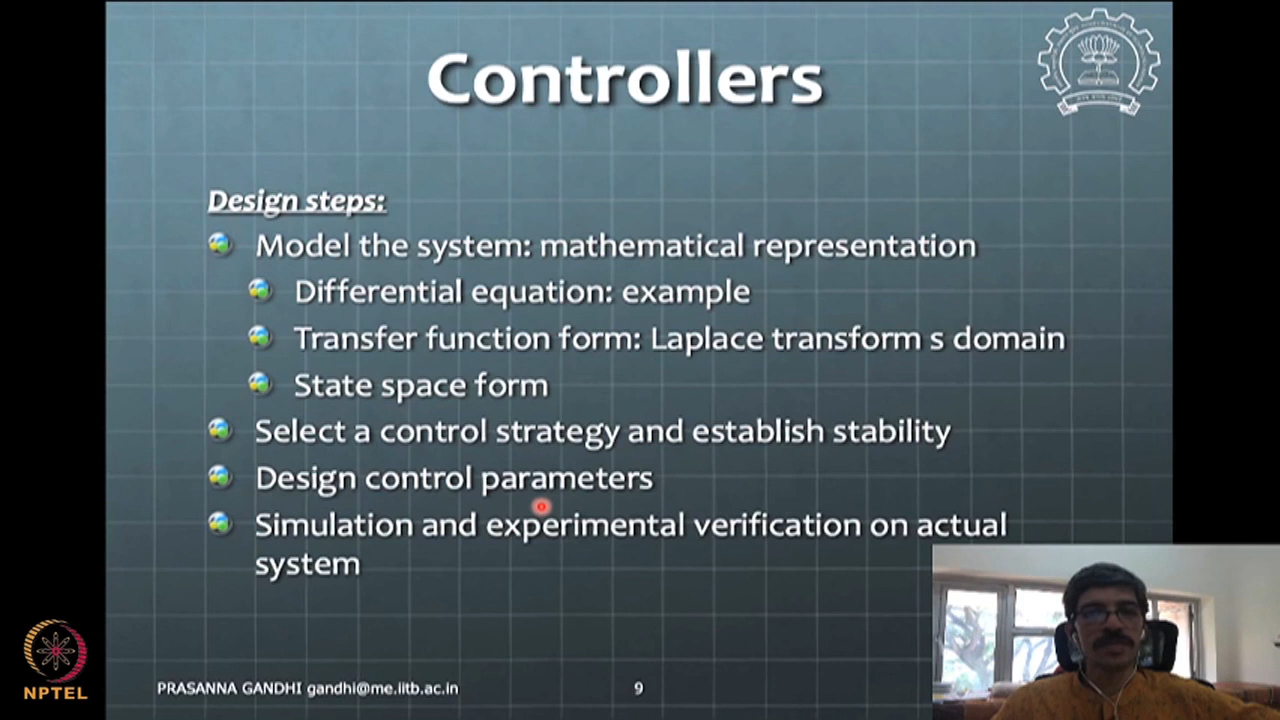 Controllers
Design steps:
Model the system: mathematical representation
Differential equation: example
Transfer function form: Laplace transform s domain
State space form
Select a control strategy and establish stability
Design control parameters
Simulation and experimental verification on actual
system
NPTEL
PRASANNA GANDHI gandhi@me.iitb.ac.in
9